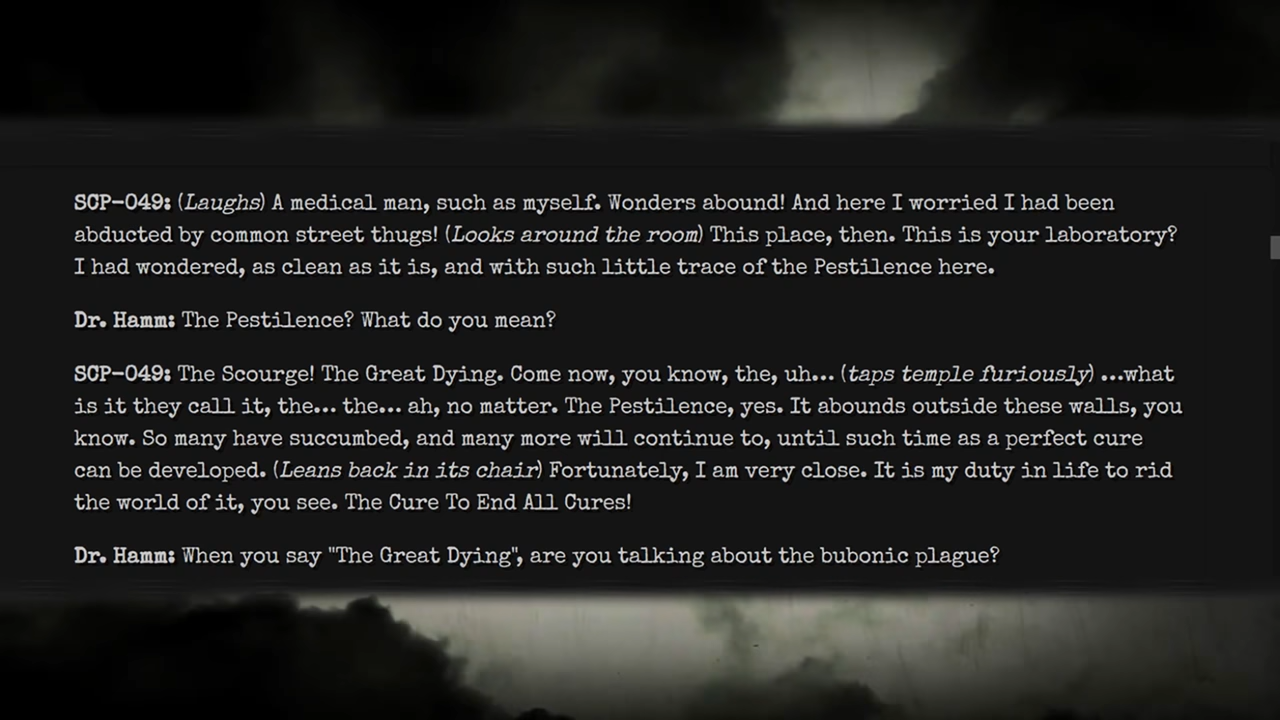 SCP-049: (Laughs) A medical man, such as myself. Wonders abound! And here I worried I had been
abducted by common street thugs! (Looks around the room) This place, then. This is your laboratory?
I had wondered, as clean as it is, and with such little trace of the Pestilence here.
Dr. Hamm: The Pestilence? What do you mean?
SCP-049: The Scourge! The Great Dying. Come now, you know, the, uh... (taps temple furiously) ...what
is it they call it, the... the... ah, no matter. The Pestilence, yes. It abounds outside these walls, you
know. So many have succumbed, and many more will continue to, until such time as a perfect cure
can be developed. (Leans back in its chair) Fortunately, I am very close. It is my duty in life to rid
the world of it, you see. The Cure To End All Cures!
Dr. Hamm: When you say "The Great Dying", are you talking about the bubonic plague?